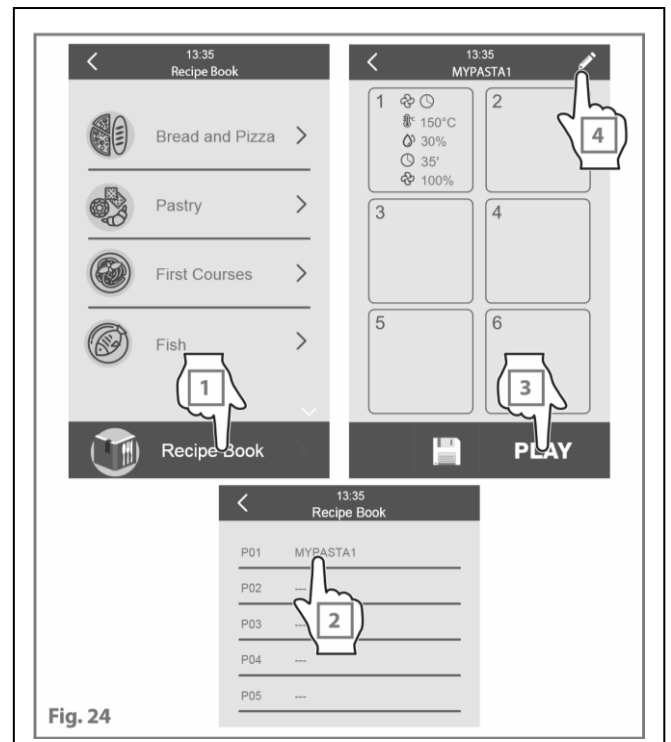 13:35
Recipe Book
Bread and Pizza
Pastry
First Courses
Fish
1
Recipe Book
13:35
MYPASTA1
4
1
150°C
30%
35'
100%
2
3
4
5
6
3
PLAY
13:35
Recipe Book
P01 MYPASTA1
P02 ---
2
P03 ---
P04 ---
P05 ---
Fig. 24